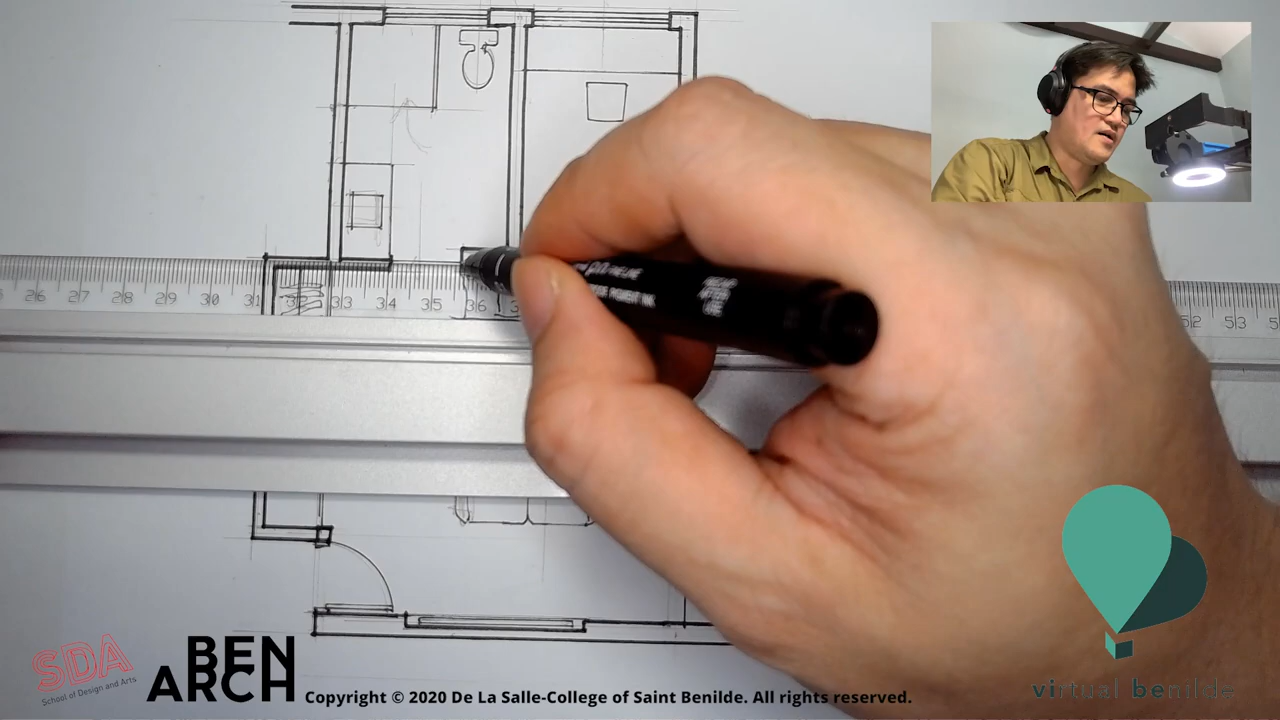 26 27 28 29 30 31 32 33 34 35 36
52 53
SDA
School of Design and Arts
BEN
ARCH
Copyright © 2020 De La Salle-College of Saint Benilde. All rights reserved.
virtual benilde